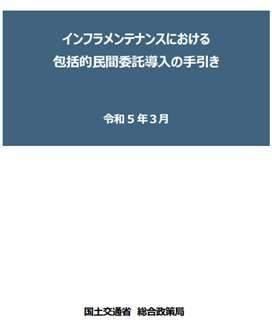 インフラメンテナンスにおける
包括的民間委託導入の手引き
令和５年３月
国土交通省　総合政策局